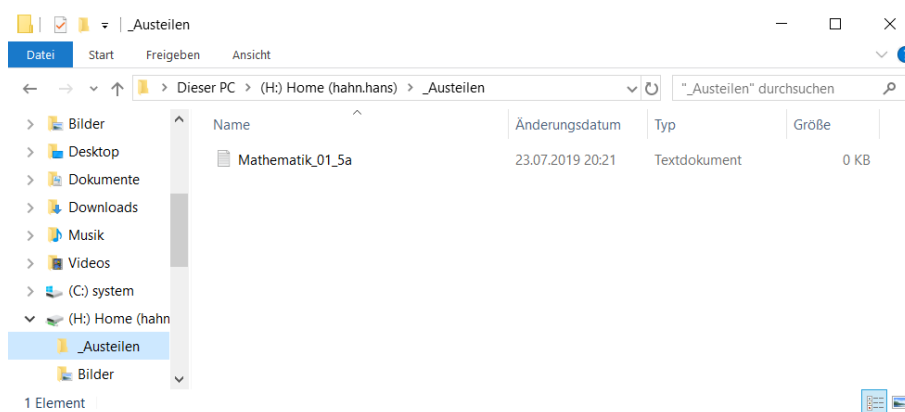 _Austeilen
Datei Start Freigeben Ansicht
Dieser PC > (H:) Home (hahn.hans) > _Austeilen
"_Austeilen" durchsuchen
Name Änderungsdatum Typ Größe
Mathematik_01_5a 23.07.2019 20:21 Textdokument 0 KB
Bilder
Desktop
Dokumente
Downloads
Musik
Videos
(C:) system
(H:) Home (hahn
_Austeilen
Bilder
1 Element